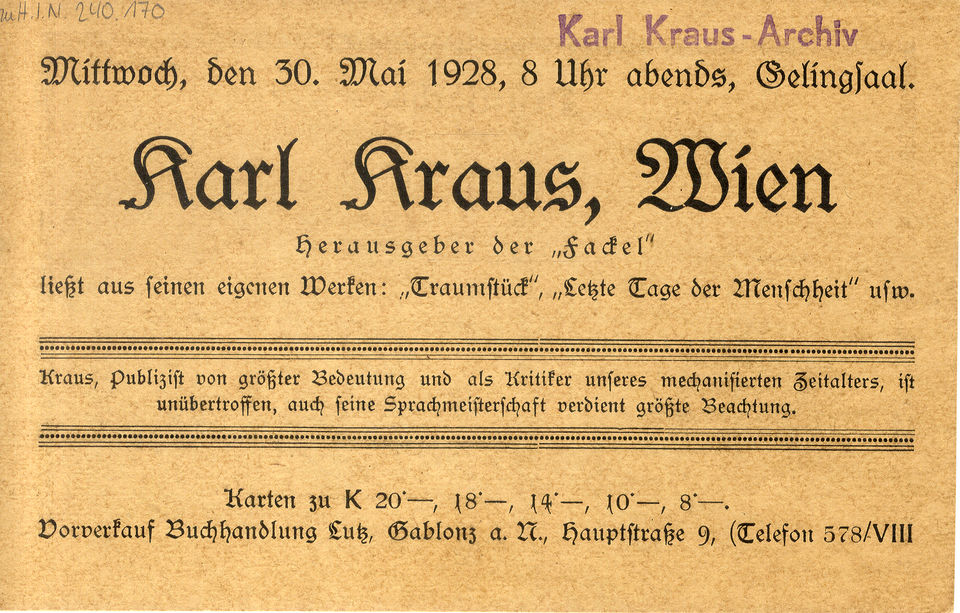 zu H.I.N. 240.170
Karl Kraus-Archiv
Mittwoch, den 30. Mai 1928, 8 Uhr abends, Gelingsaal.
Karl Kraus, Wien
Herausgeber der „Fackel"
ließt aus seinen eigenen Werken: „Traumstück", „Letzte Tage der Menschheit" usw.
Kraus, Publizist von größter Bedeutung und als Kritiker unseres mechanisierten Zeitalters, ist
unübertroffen, auch seine Sprachmeisterschaft verdient größte Beachtung.
Karten zu K 20·—, 18·—, 14·—, 10·—, 8·—.
Vorverkauf Buchhandlung Lutz, Gablonz a. N., Hauptstraße 9, (Telefon 578/VIII